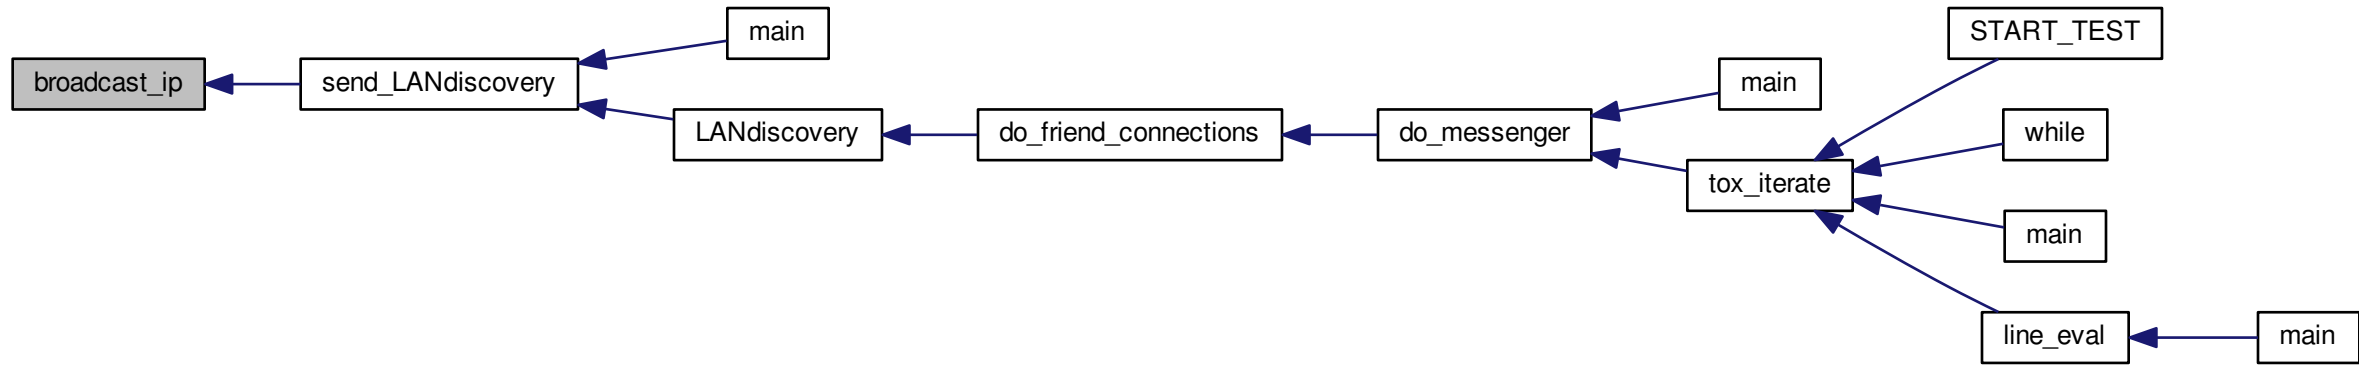 broadcast_ip
send_LANdiscovery
main
LANdiscovery
do_friend_connections
do_messenger
main
tox_iterate
START_TEST
while
main
line_eval
main